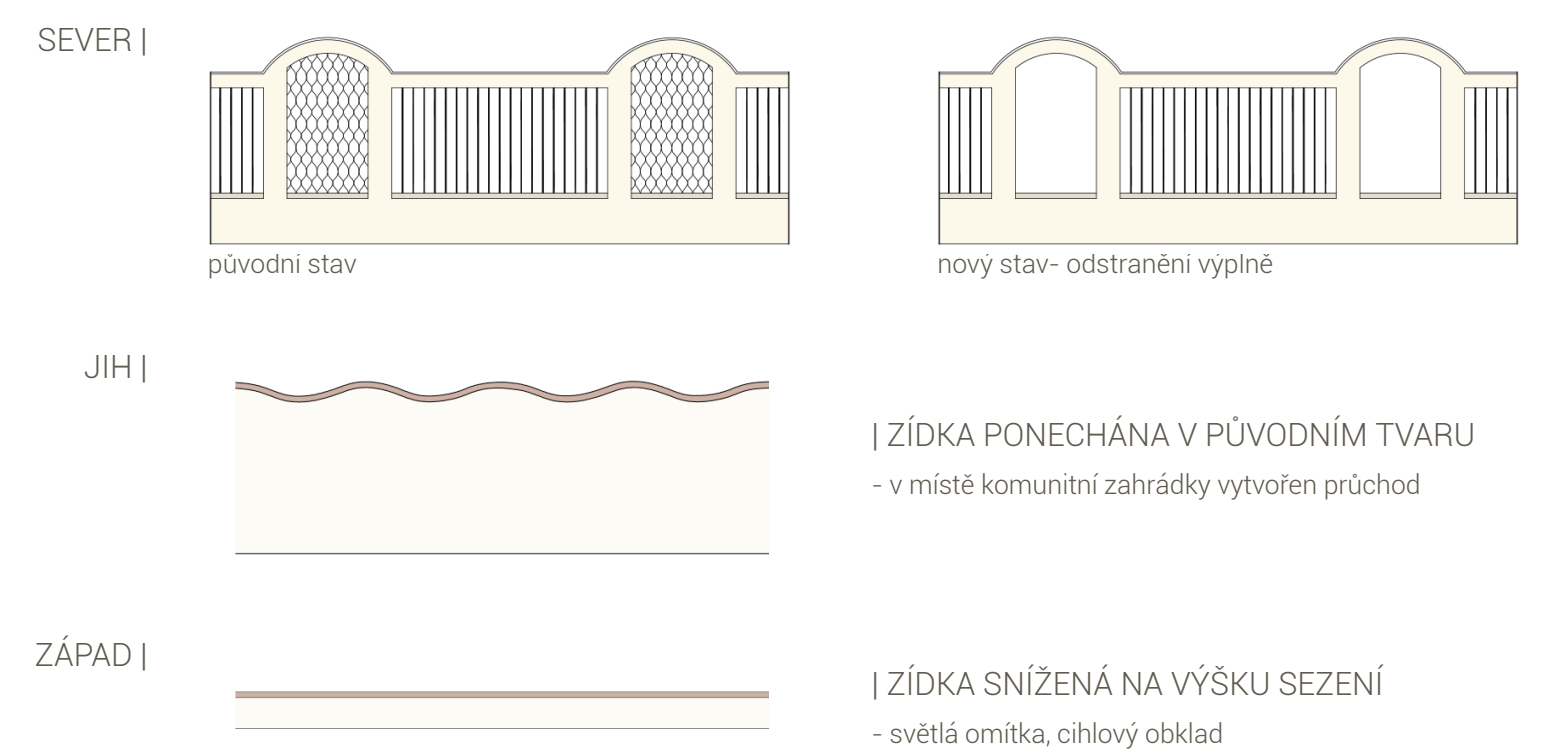 SEVER |
původní stav
nový stav- odstranění výplně
JIH |
| ZÍDKA PONECHÁNA V PŮVODNÍM TVARU
- v místě komunitní zahrádky vytvořen průchod
ZÁPAD |
| ZÍDKA SNÍŽENÁ NA VÝŠKU SEZENÍ
- světlá omítka, cihlový obklad